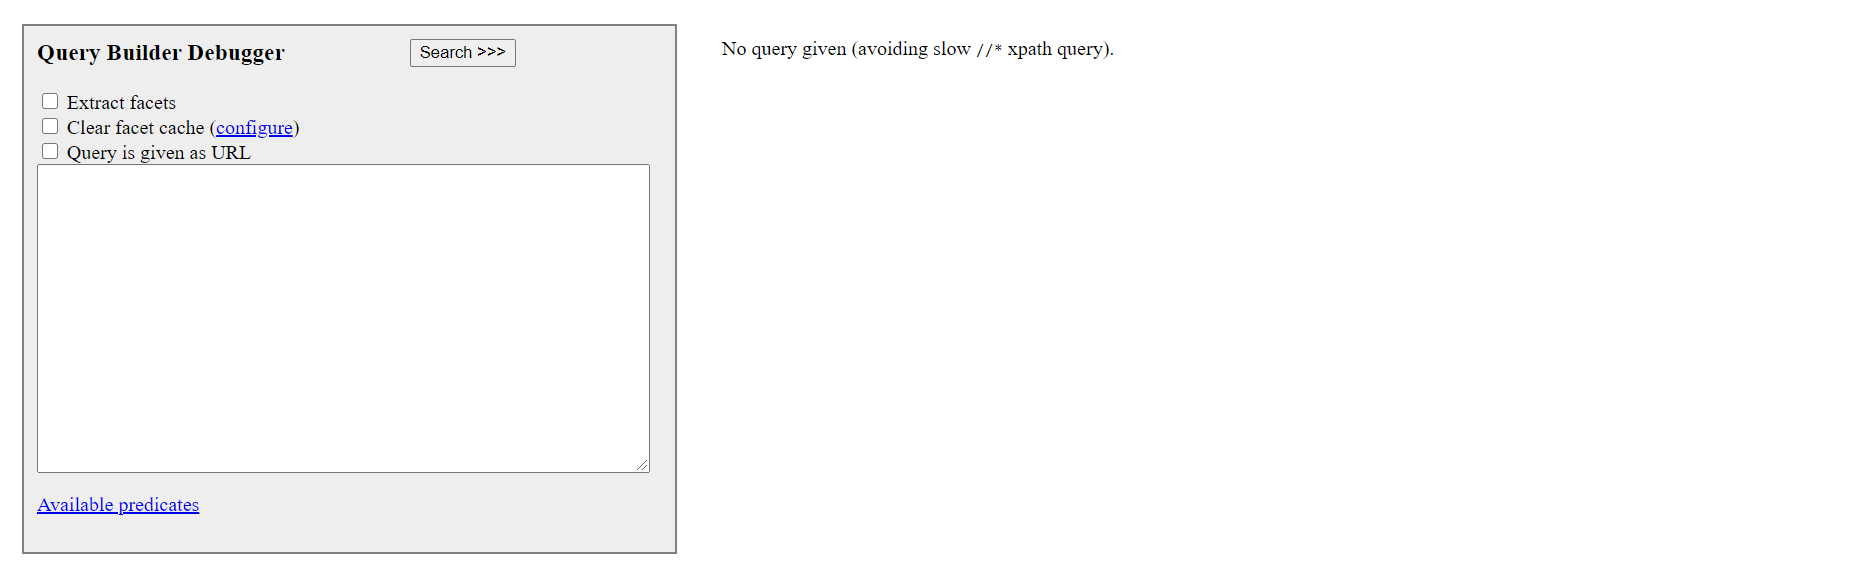 Query Builder Debugger
Search >>>
Extract facets
Clear facet cache (configure)
Query is given as URL
Available predicates
No query given (avoiding slow //* xpath query).